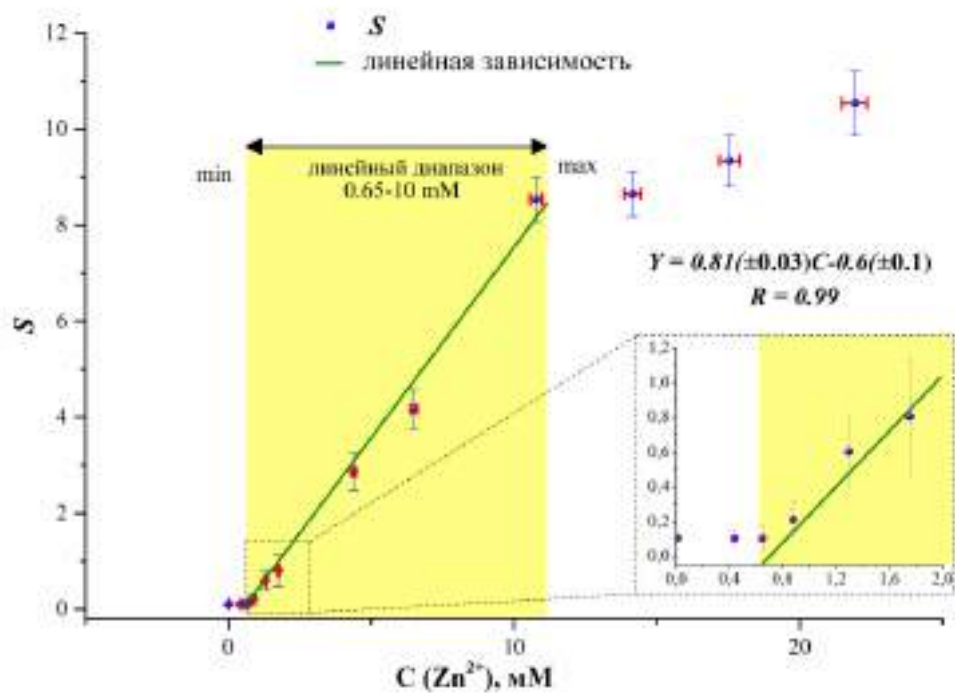 S
линейная зависимость
12
10
8
6
4
2
0
S
min
линейный диапазон
0.65-10 mM
max
Y = 0.81(±0.03)C-0.6(±0.1)
R = 0.99
1,2
1,0
0,8
0,6
0,4
0,2
0,0
0,0 0,4 0,8 1,2 1,6 2,0
0 10 20
C (Zn²⁺), мМ